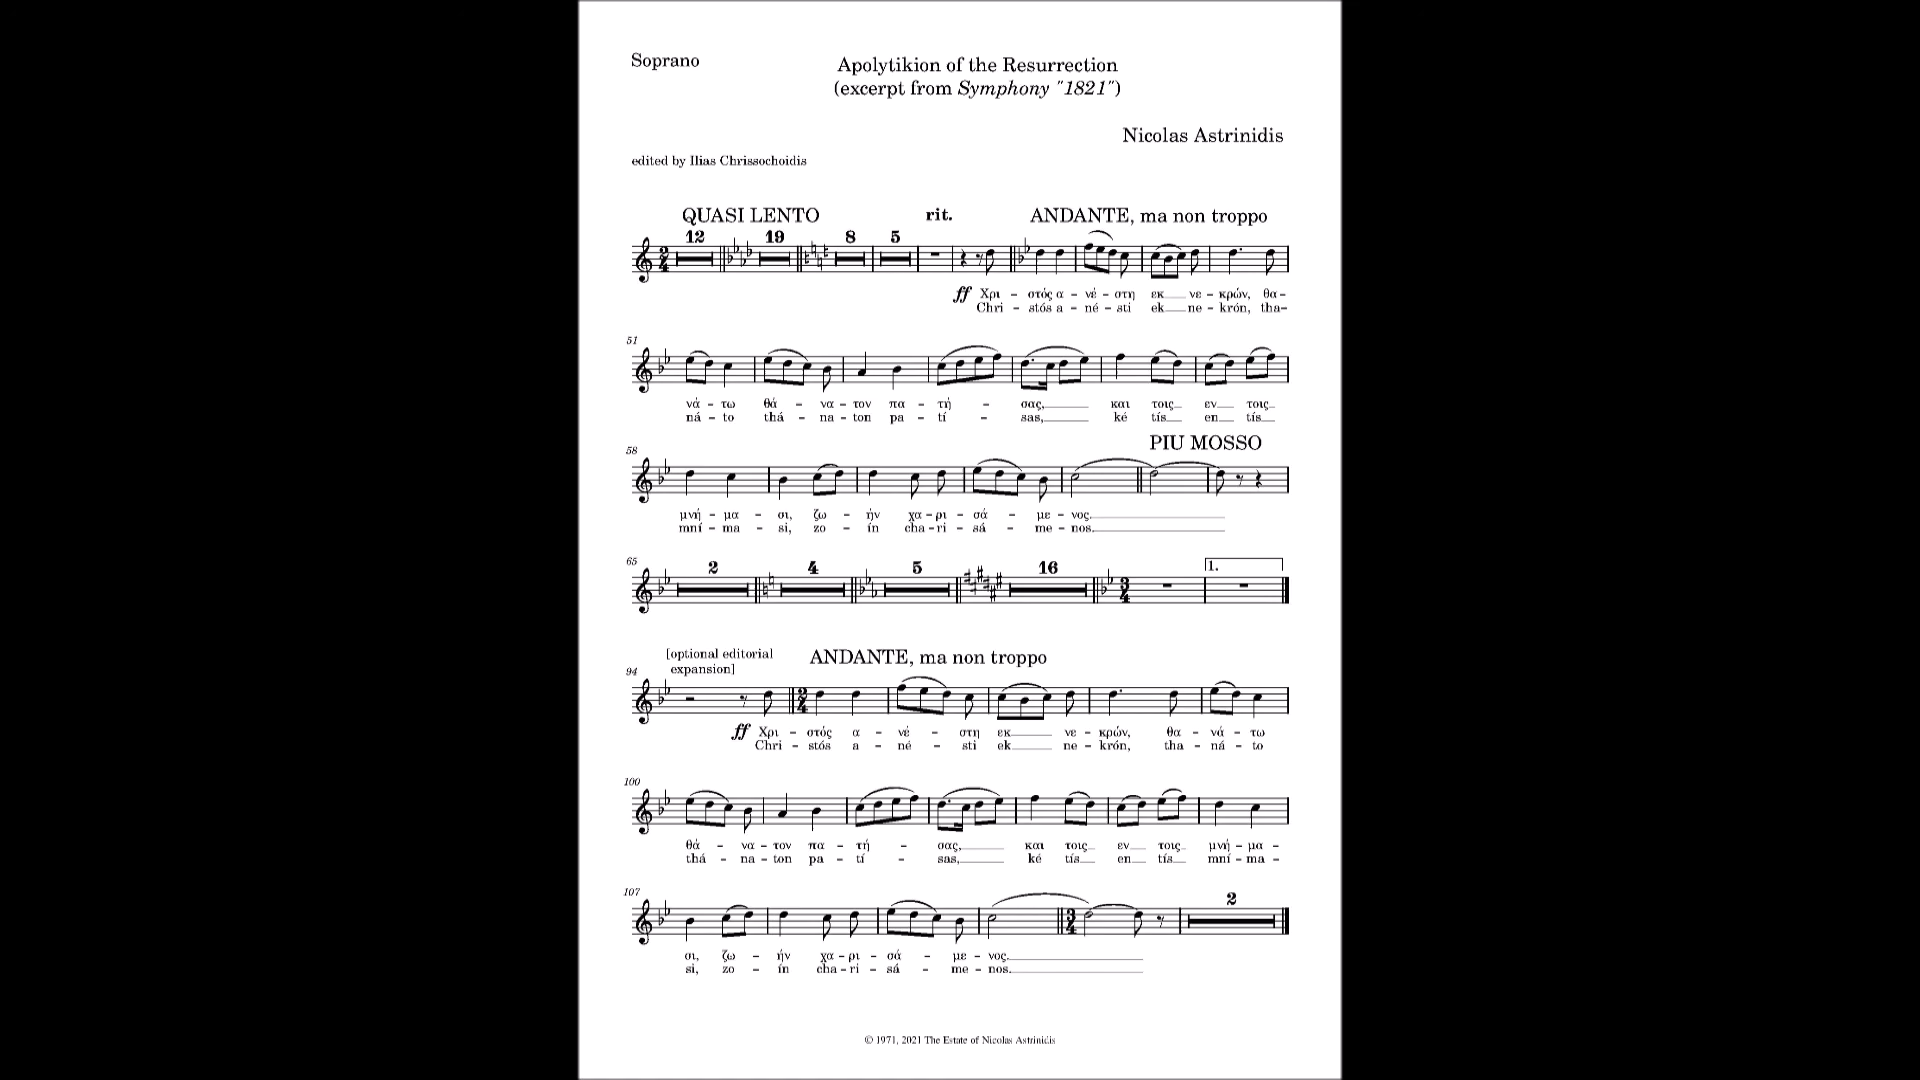 Soprano
Apolytikion of the Resurrection
(excerpt from Symphony "1821")
Nicolas Astrinidis
edited by Ilias Chrissochoidis
QUASI LENTO rit. ANDANTE, ma non troppo
12 19 8 5
2 4
ff Χρι - στός α - νέ - στη εκ νε - κρών, θα -
Chri - stós a - né - sti ek ne - krón, tha -
51
νά - τω θά - να - τον πα - τή - σας, και τοις εν τοις
ná - to thá - na - ton pa - tí - sas, ké tís en tís
PIU MOSSO
58
μνή - μα - σι, ζω - ήν χα - ρι - σά - με - νος.
mní - ma - si, zo - ín cha - ri - sá - me - nos.
65
2 4 5 16 1.
3 4
[optional editorial
expansion]
ANDANTE, ma non troppo
94
2 4
ff Χρι - στός α - νέ - στη εκ νε - κρών, θα - νά - τω
Chri - stós a - né - sti ek ne - krón, tha - ná - to
100
θά - να - τον πα - τή - σας, και τοις εν τοις μνή - μα -
thá - na - ton pa - tí - sas, ké tís en tís mní - ma -
107
2
3 4
σι, ζω - ήν χα - ρι - σά - με - νος.
si, zo - ín cha - ri - sá - me - nos.
© 1971, 2021 The Estate of Nicolas Astrinidis